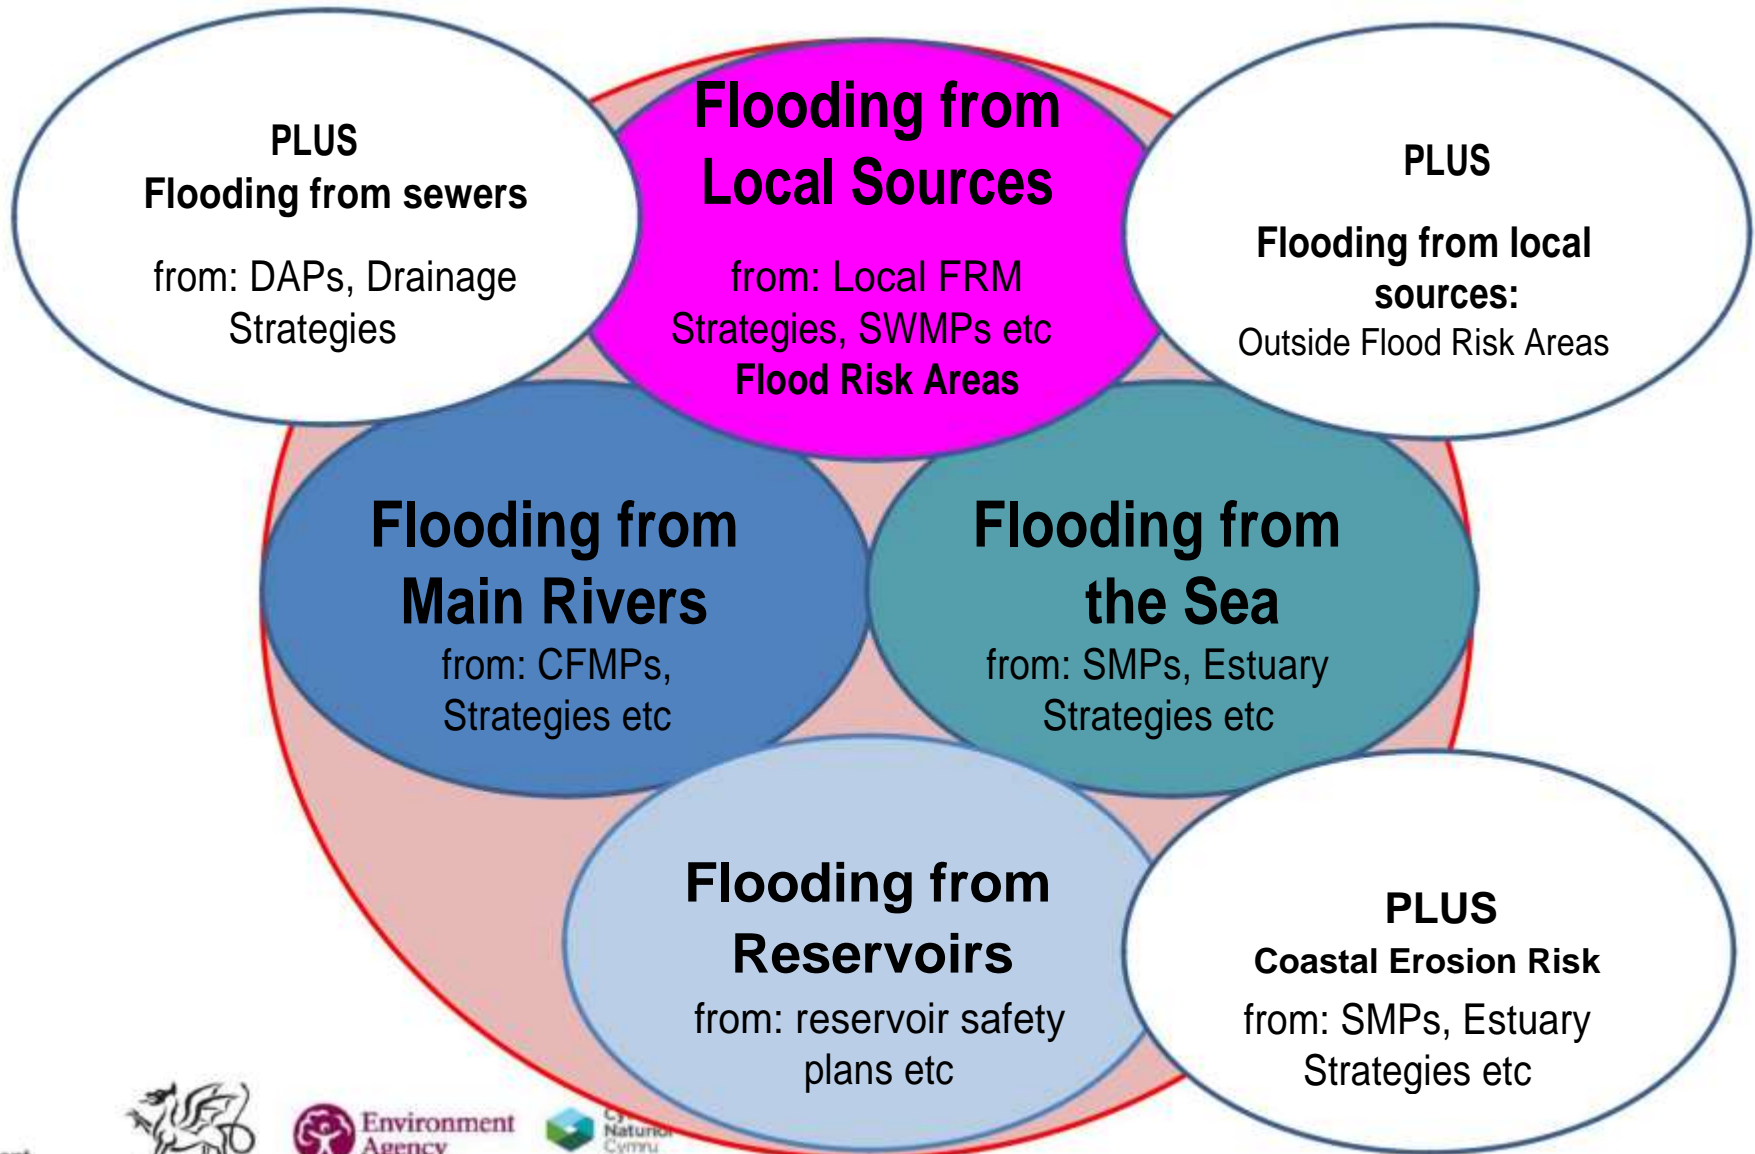 PLUS
Flooding from sewers
from: DAPs, Drainage
Strategies
Flooding from
Local Sources
from: Local FRM
Strategies, SWMPs etc
Flood Risk Areas
PLUS
Flooding from local
sources:
Outside Flood Risk Areas
Flooding from
Main Rivers
from: CFMPs,
Strategies etc
Flooding from
the Sea
from: SMPs, Estuary
Strategies etc
Flooding from
Reservoirs
from: reservoir safety
plans etc
PLUS
Coastal Erosion Risk
from: SMPs, Estuary
Strategies etc
Environment
Agency
Cymru